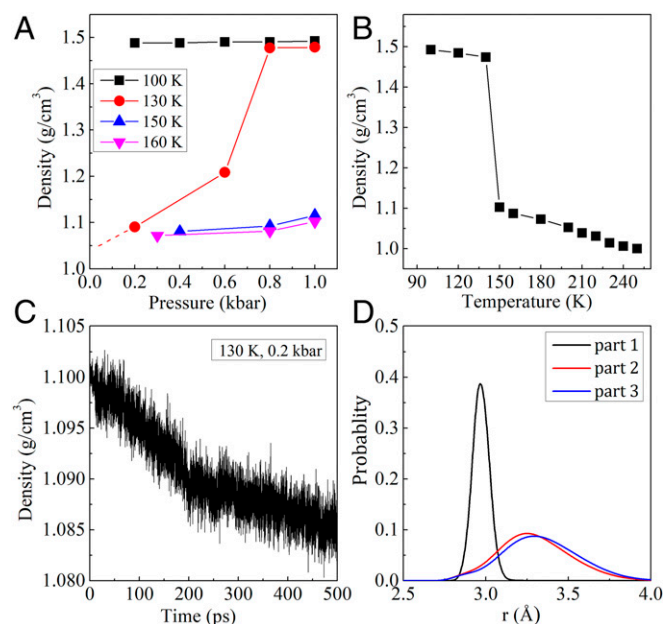 A
Density (g/cm³)
1.5
1.4
1.3
1.2
1.1
1.0
100 K
130 K
150 K
160 K
0.0 0.2 0.4 0.6 0.8 1.0
Pressure (kbar)
B
Density (g/cm³)
1.5
1.4
1.3
1.2
1.1
1.0
90 120 150 180 210 240
Temperature (K)
C
Density (g/cm³)
1.105
1.100
1.095
1.090
1.085
1.080
130 K, 0.2 kbar
0 100 200 300 400 500
Time (ps)
D
Probablity
0.5
0.4
0.3
0.2
0.1
0.0
part 1
part 2
part 3
2.5 3.0 3.5 4.0
r (Å)